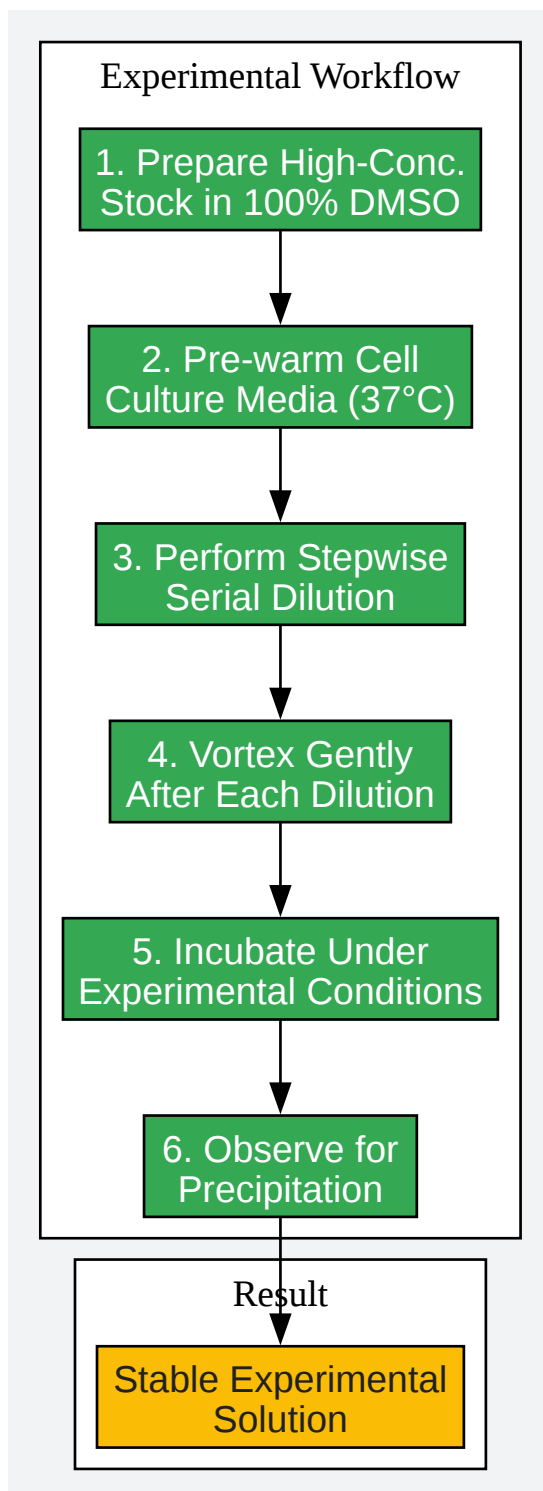 Experimental Workflow
1. Prepare High-Conc.
Stock in 100% DMSO
2. Pre-warm Cell
Culture Media (37°C)
3. Perform Stepwise
Serial Dilution
4. Vortex Gently
After Each Dilution
5. Incubate Under
Experimental Conditions
6. Observe for
Precipitation
Result
Stable Experimental
Solution